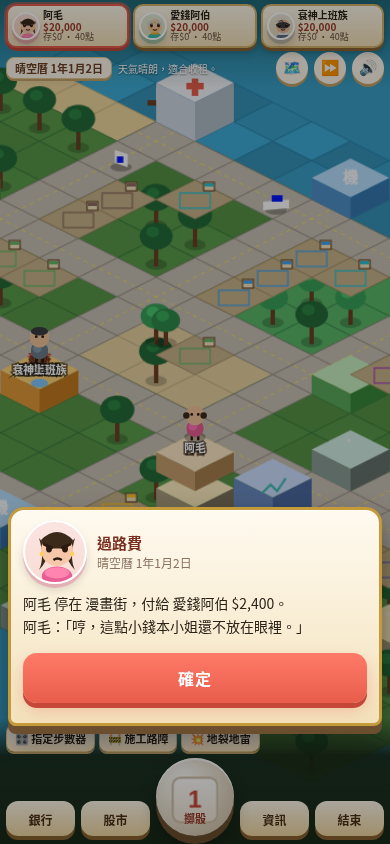 阿毛
$20,000
存$0・40點
愛錢阿伯
$20,000
存$0・40點
衰神上班族
$20,000
存$0・40點
晴空曆 1年1月2日
天氣晴朗，適合收租。
機
衰神上班族
阿毛
過路費
晴空曆 1年1月2日
阿毛 停在 漫畫街，付給 愛錢阿伯 $2,400。
阿毛：「哼，這點小錢本小姐還不放在眼裡。」
確定
指定步數器
施工路障
地裂地雷
1
擲骰
銀行
股市
資訊
結束